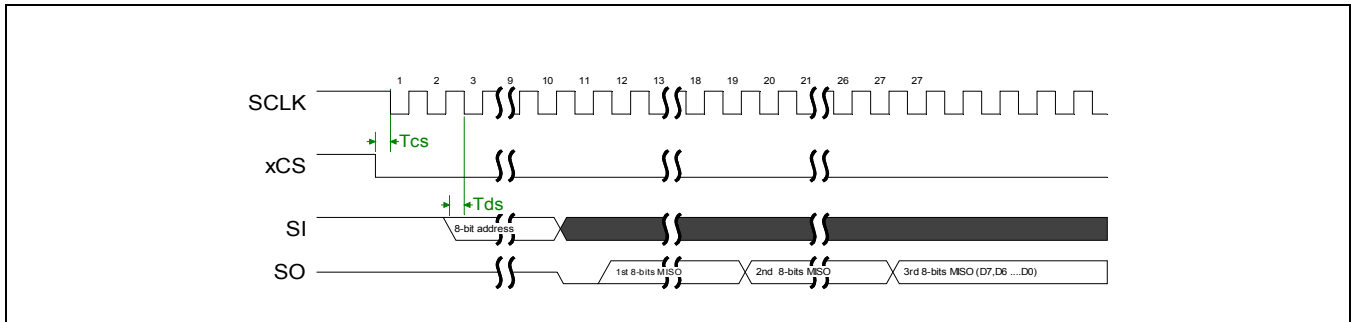 1 2 3 9 10 11 12 13 18 19 20 21 26 27 27
SCLK
Tcs
xCS
Tds
SI
8-bit address
SO
1st 8-bits MISO
2nd 8-bits MISO
3rd 8-bits MISO (D7,D6 ....D0)